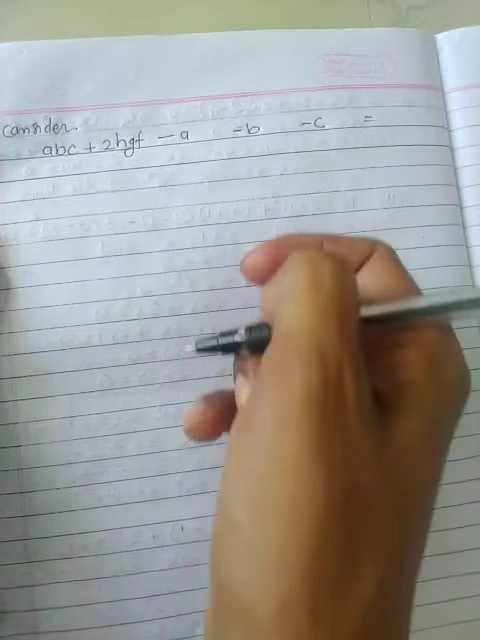 Consider.
abc + 2hgf - a - b - c =